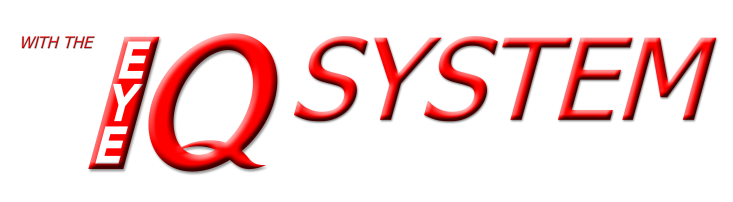 WITH THE
EYE
IQ SYSTEM